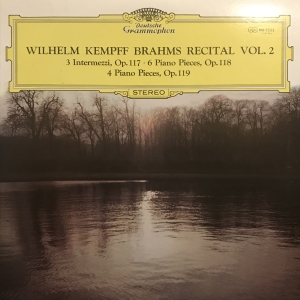 Deutsche
Grammophon
WILHELM KEMPFF BRAHMS RECITAL VOL. 2
3 Intermezzi, Op.117 · 6 Piano Pieces, Op.118
4 Piano Pieces, Op.119
STEREO